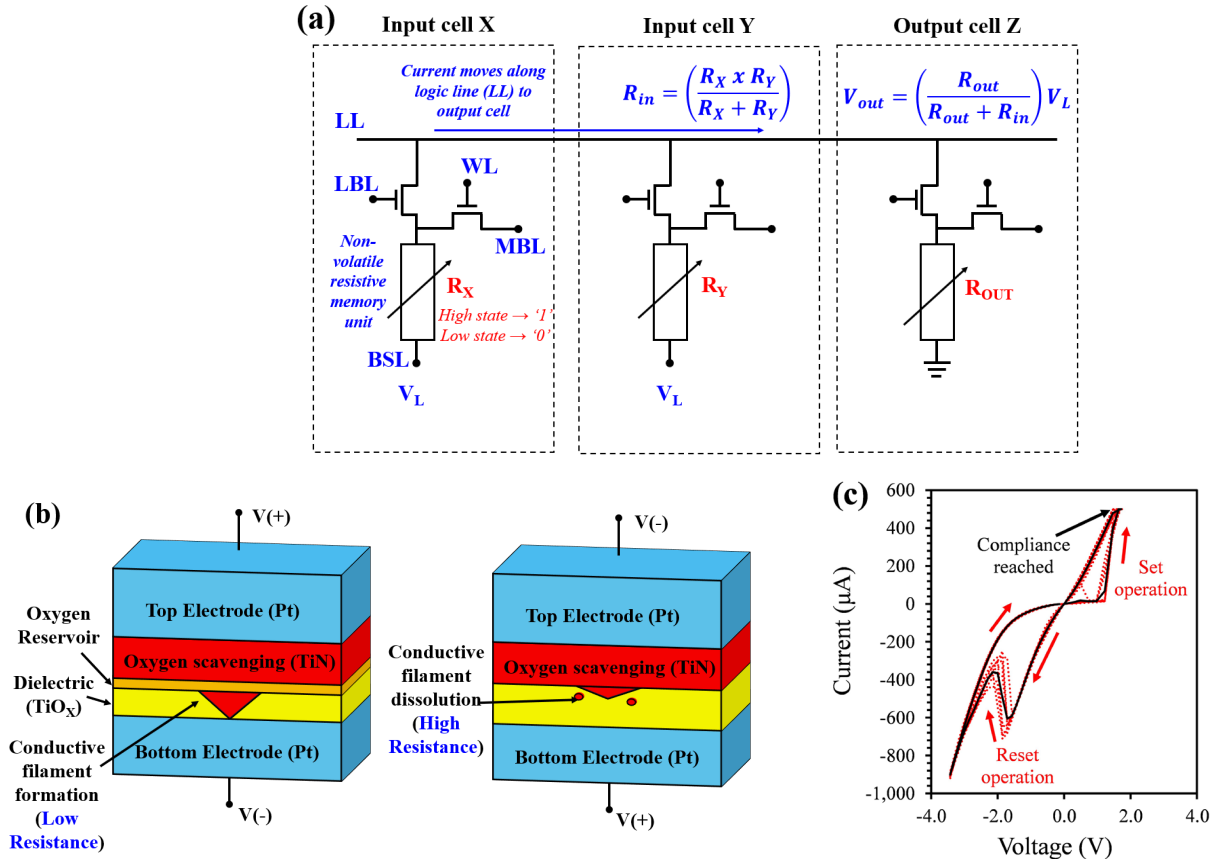 (a)
Input cell X
Input cell Y
Output cell Z
Current moves along
logic line (LL) to
output cell
R_in = (R_X x R_Y / R_X + R_Y)
V_out = (R_out / R_out + R_in) V_L
LL
WL
LBL
MBL
Non-
volatile
resistive
memory
unit
R_X
High state → ‘1’
Low state → ‘0’
BSL
V_L
R_Y
V_L
R_OUT
(b)
V(+)
Oxygen
Reservoir
Dielectric
(TiO_X)
Conductive
filament
formation
(Low
Resistance)
Top Electrode (Pt)
Oxygen scavenging (TiN)
Bottom Electrode (Pt)
V(-)
V(-)
Conductive
filament
dissolution
(High
Resistance)
Top Electrode (Pt)
Oxygen scavenging (TiN)
Bottom Electrode (Pt)
V(+)
(c)
600
400
200
0
-200
-400
-600
-800
-1,000
Current (μA)
Compliance
reached
Set
operation
Reset
operation
-4.0
-2.0
0.0
2.0
4.0
Voltage (V)